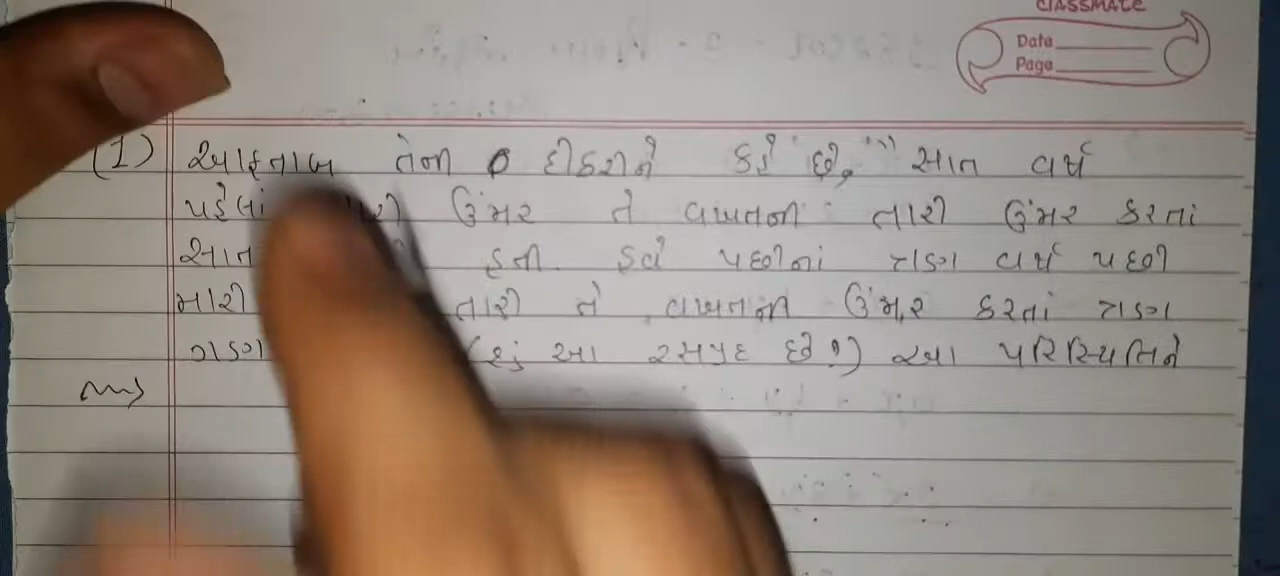 CLASSMATE
Date
Page
(1) આફતાબ તેની દીકરીને કહે છે, "સાત વર્ષ
પહેલાં મારી ઉંમર તે વખતની તારી ઉંમર કરતાં
સાત હતી. હવે પછીનાં ત્રણ વર્ષ પછી
મારી તારી તે વખતની ઉંમર કરતાં ત્રણ
ગણી (શું આ રસપ્રદ છે?) આ પરિસ્થિતિને